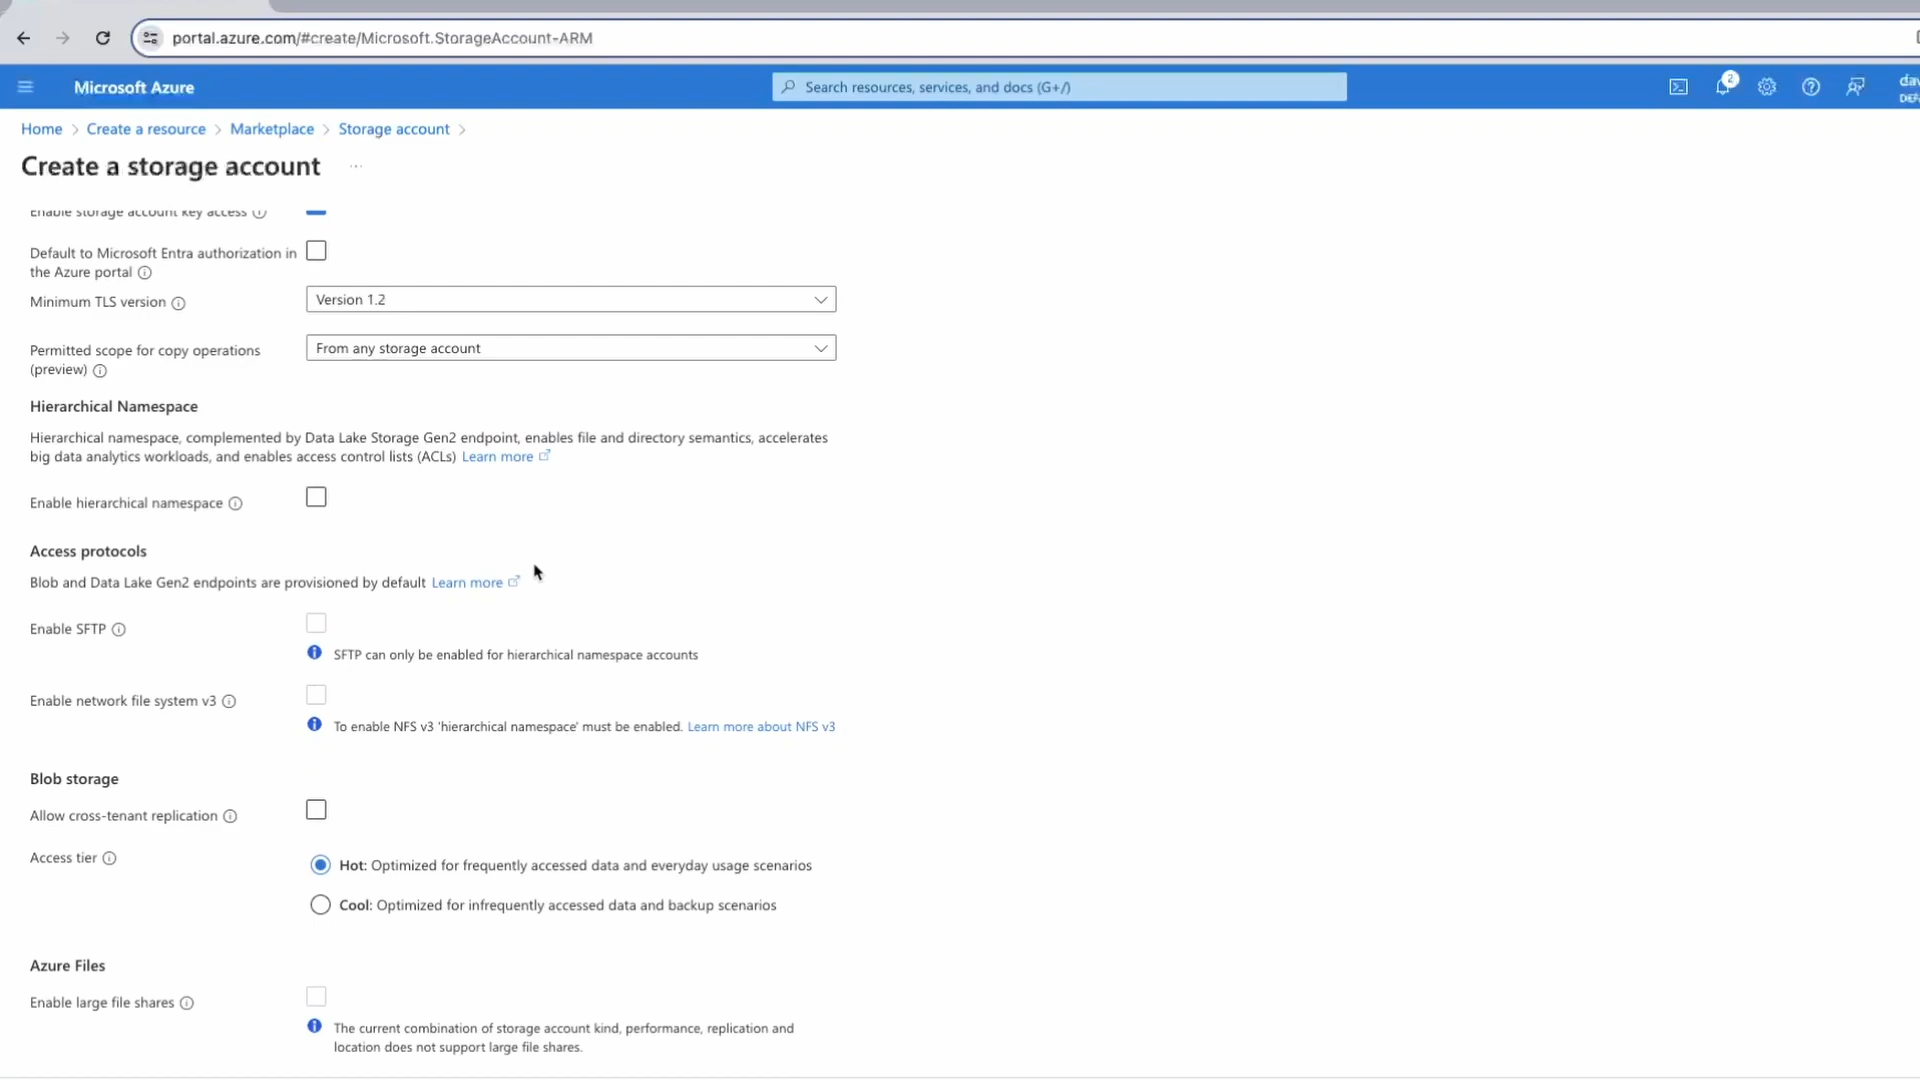 portal.azure.com/#create/Microsoft.StorageAccount-ARM
Microsoft Azure
Search resources, services, and docs (G+/)
2
Home > Create a resource > Marketplace > Storage account >
Create a storage account ...
Enable storage account key access
Default to Microsoft Entra authorization in
the Azure portal
Minimum TLS version
Version 1.2
Permitted scope for copy operations
(preview)
From any storage account
Hierarchical Namespace
Hierarchical namespace, complemented by Data Lake Storage Gen2 endpoint, enables file and directory semantics, accelerates
big data analytics workloads, and enables access control lists (ACLs) Learn more
Enable hierarchical namespace
Access protocols
Blob and Data Lake Gen2 endpoints are provisioned by default Learn more
Enable SFTP
SFTP can only be enabled for hierarchical namespace accounts
Enable network file system v3
To enable NFS v3 'hierarchical namespace' must be enabled. Learn more about NFS v3
Blob storage
Allow cross-tenant replication
Access tier
Hot: Optimized for frequently accessed data and everyday usage scenarios
Cool: Optimized for infrequently accessed data and backup scenarios
Azure Files
Enable large file shares
The current combination of storage account kind, performance, replication and
location does not support large file shares.